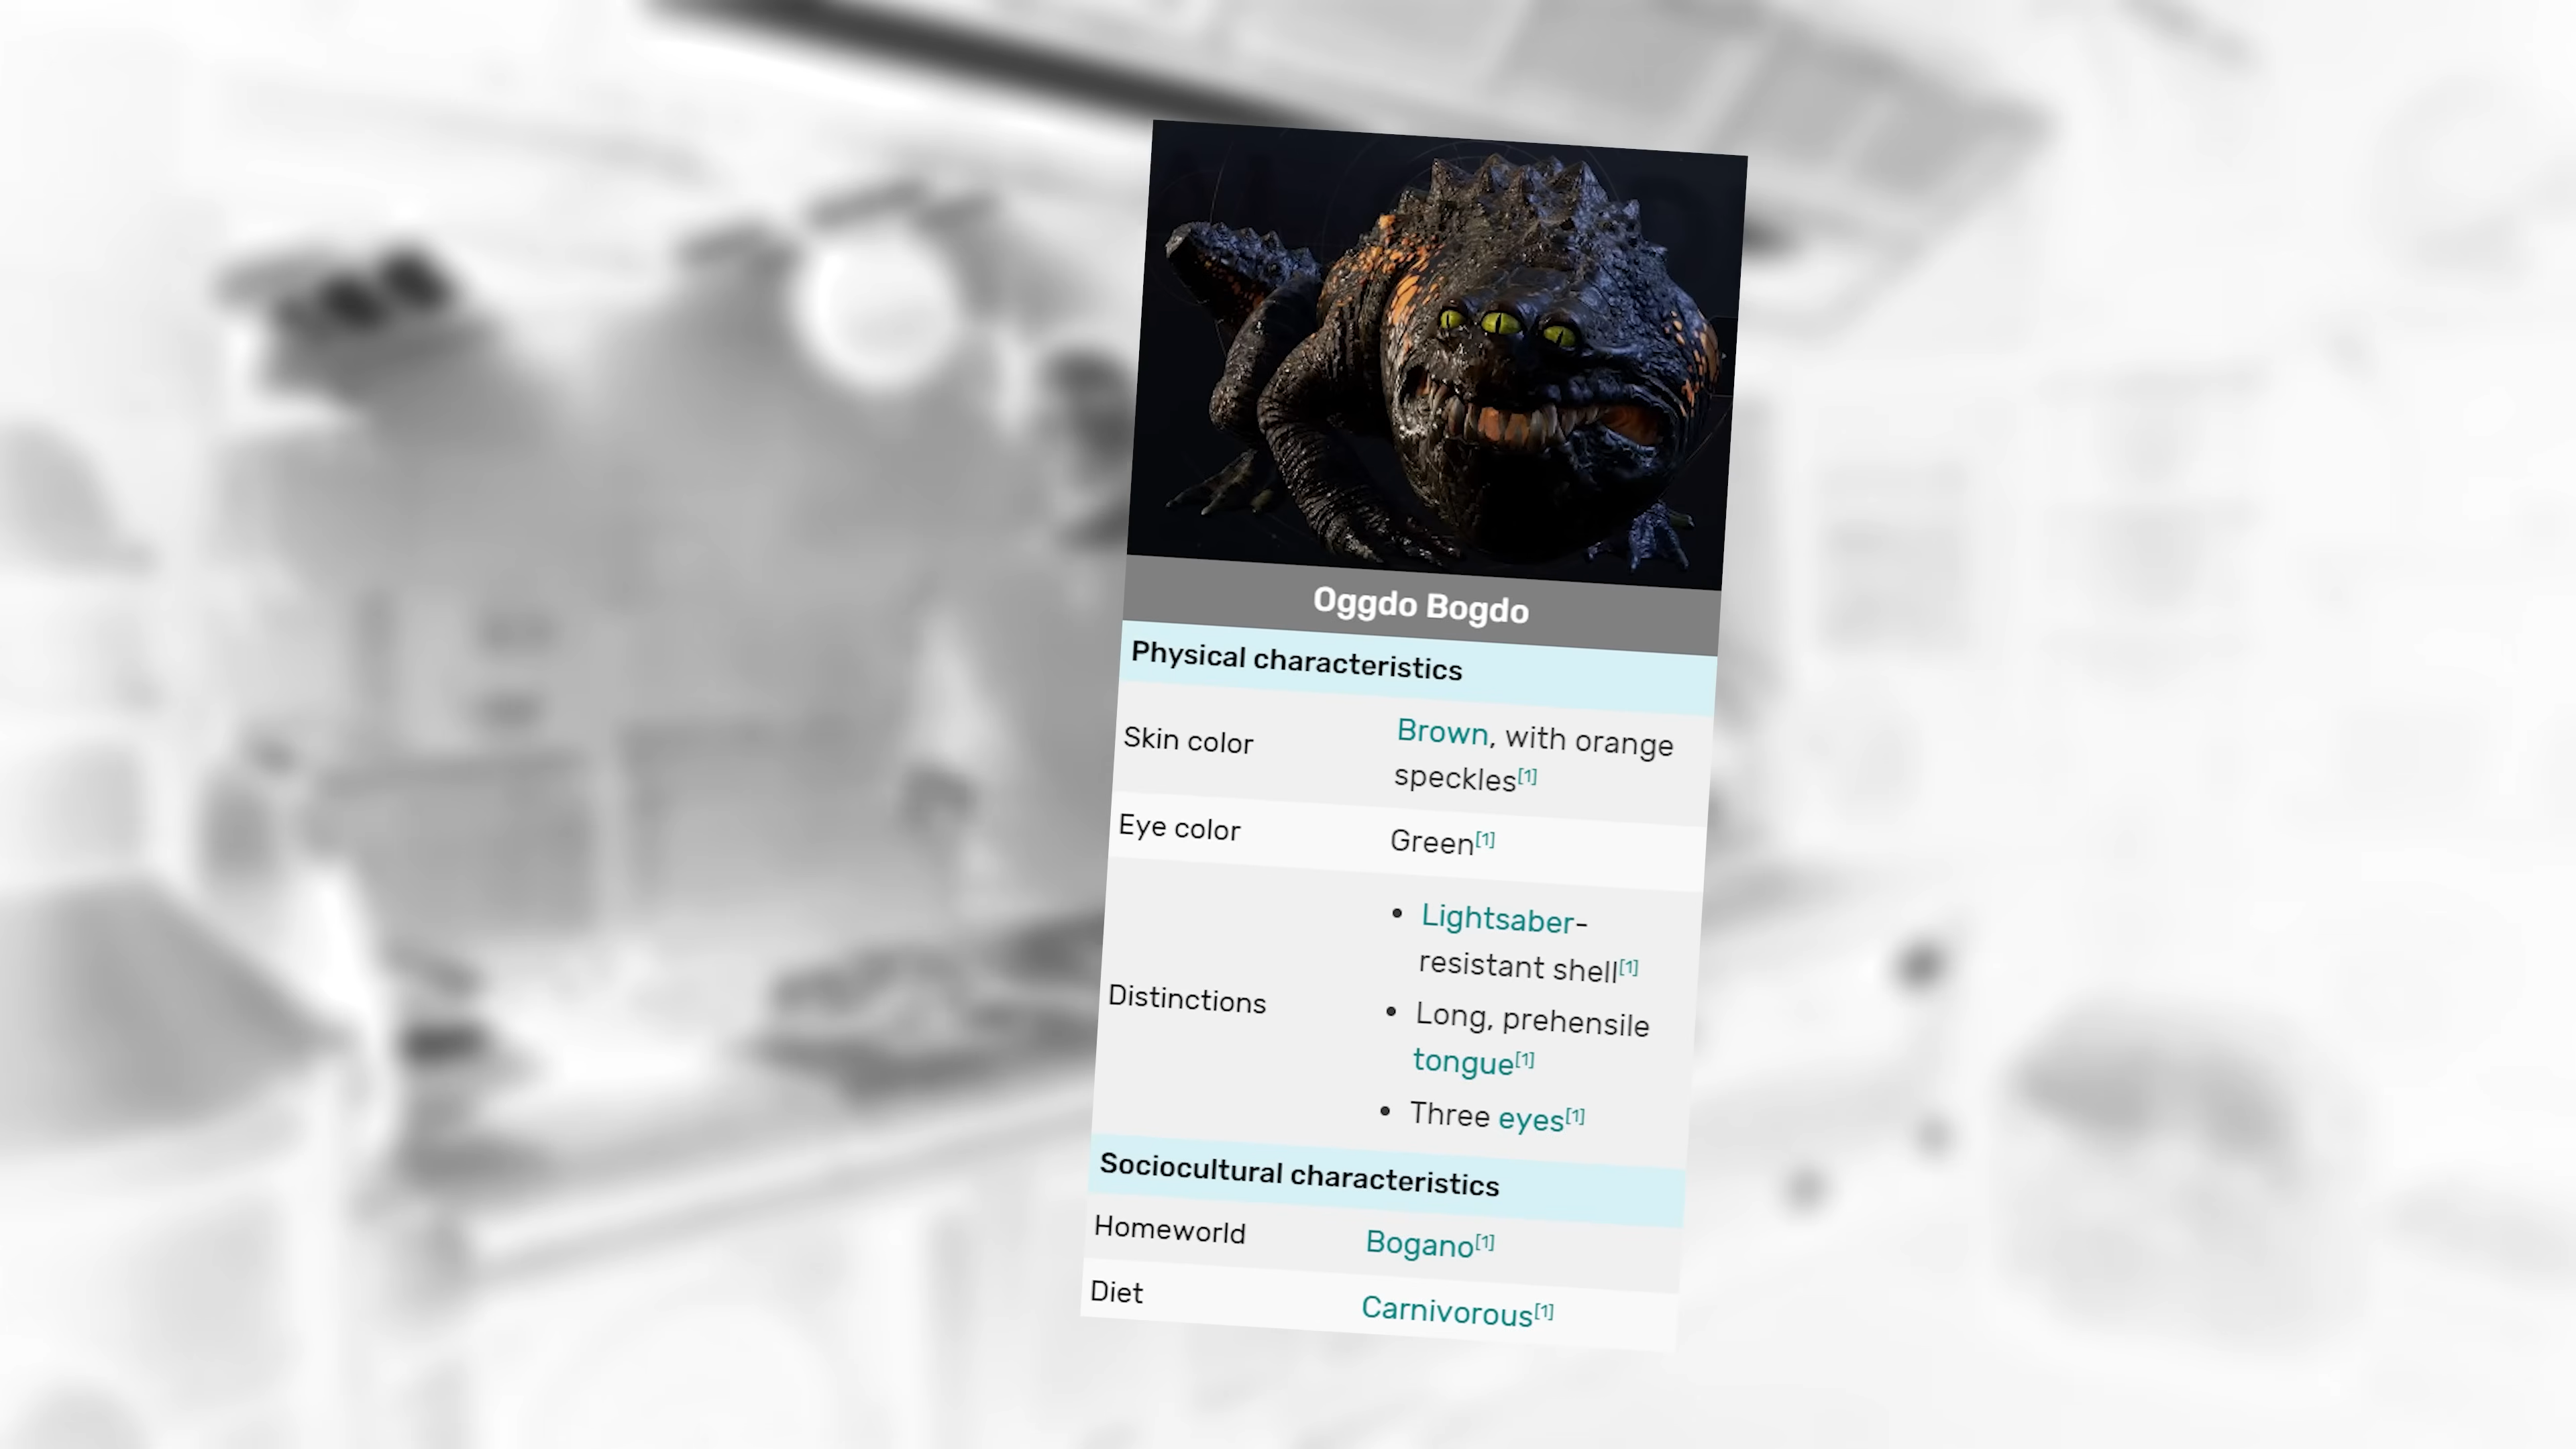 Oggdo Bogdo
Physical characteristics
Skin color
Brown, with orange
speckles[1]
Eye color
Green[1]
Distinctions
• Lightsaber-
resistant shell[1]
• Long, prehensile
tongue[1]
• Three eyes[1]
Sociocultural characteristics
Homeworld
Bogano[1]
Diet
Carnivorous[1]